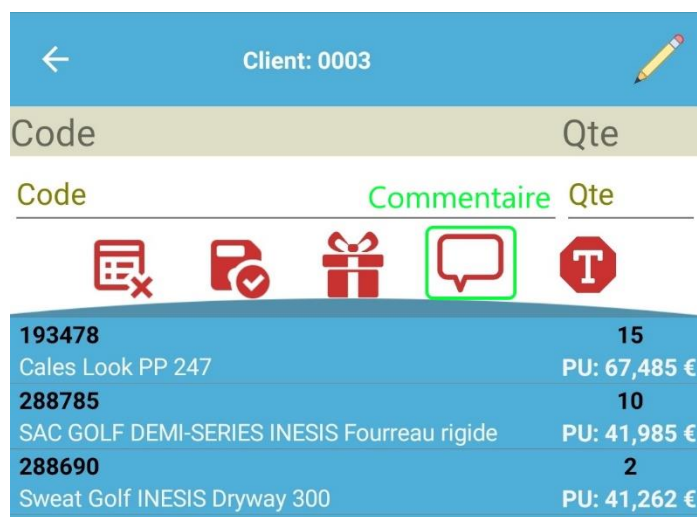 Client: 0003
Code Qte
Code Commentaire Qte
T
193478 15
Cales Look PP 247 PU: 67,485 €
288785 10
SAC GOLF DEMI-SERIES INESIS Fourreau rigide PU: 41,985 €
288690 2
Sweat Golf INESIS Dryway 300 PU: 41,262 €